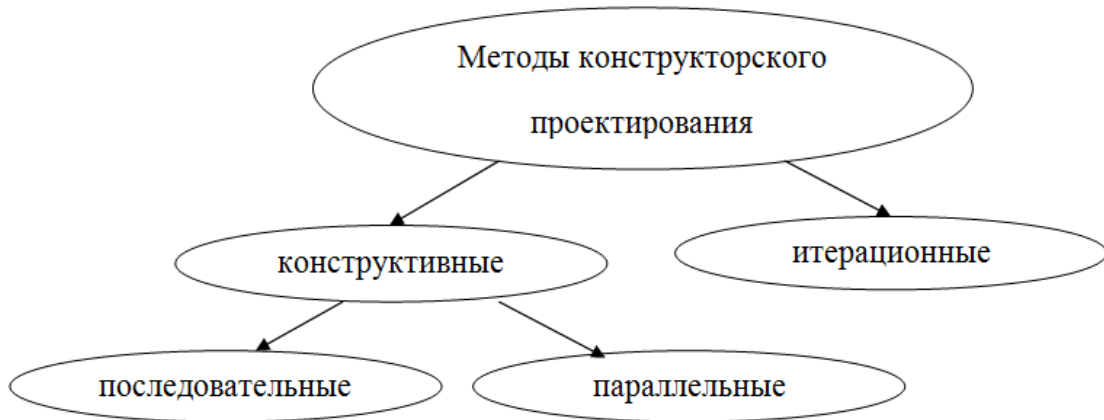 Методы конструкторского
проектирования
конструктивные
итерационные
последовательные
параллельные